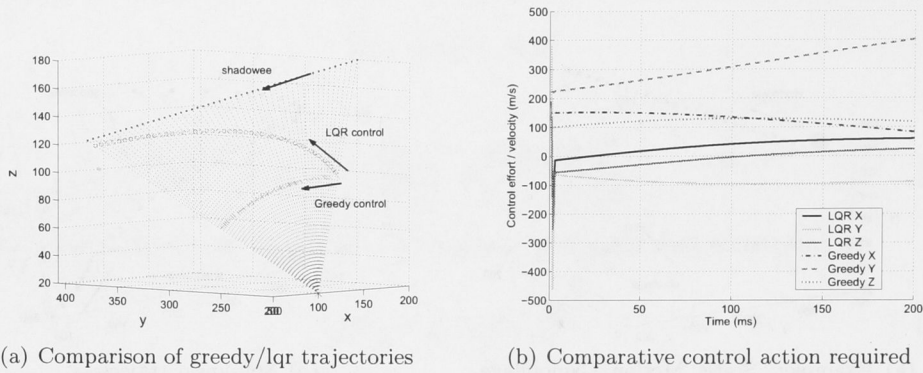 180
160
140
120
100
80
60
40
20
z
shadowee
LQR control
Greedy control
400
350
300
250
100
150
200
y
x
(a) Comparison of greedy/lqr trajectories
500
400
300
200
100
0
−100
−200
−300
−400
−500
Control effort / velocity (m/s)
LQR X
LQR Y
LQR Z
Greedy X
Greedy Y
Greedy Z
0
50
100
150
200
Time (ms)
(b) Comparative control action required